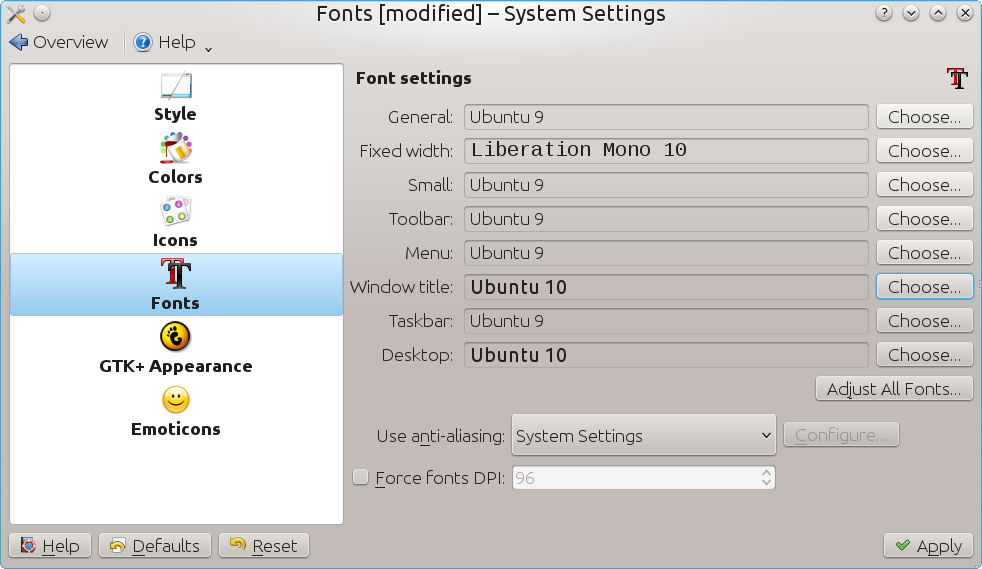 Fonts [modified] – System Settings
Overview
Help
Style
Colors
Icons
Fonts
GTK+ Appearance
Emoticons
Font settings
General: Ubuntu 9 Choose...
Fixed width: Liberation Mono 10 Choose...
Small: Ubuntu 9 Choose...
Toolbar: Ubuntu 9 Choose...
Menu: Ubuntu 9 Choose...
Window title: Ubuntu 10 Choose...
Taskbar: Ubuntu 9 Choose...
Desktop: Ubuntu 10 Choose...
Adjust All Fonts...
Use anti-aliasing: System Settings Configure...
Force fonts DPI: 96
Help Defaults Reset Apply